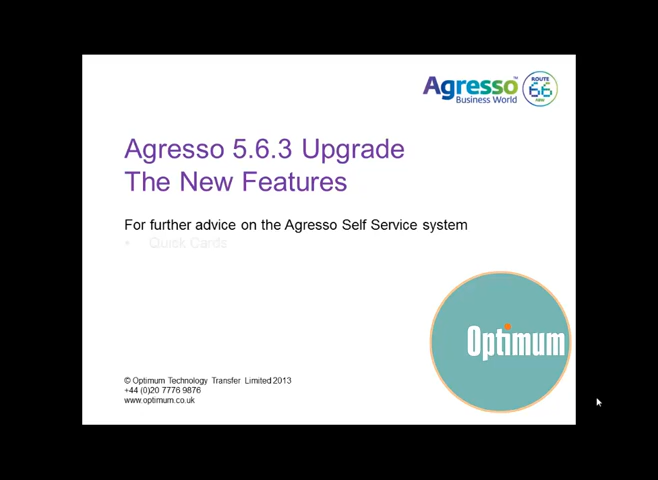 Agresso™
Business World
ROUTE
66
new
Agresso 5.6.3 Upgrade
The New Features
For further advice on the Agresso Self Service system
• Quick Cards
Optimum
© Optimum Technology Transfer Limited 2013
+44 (0)20 7776 9876
www.optimum.co.uk